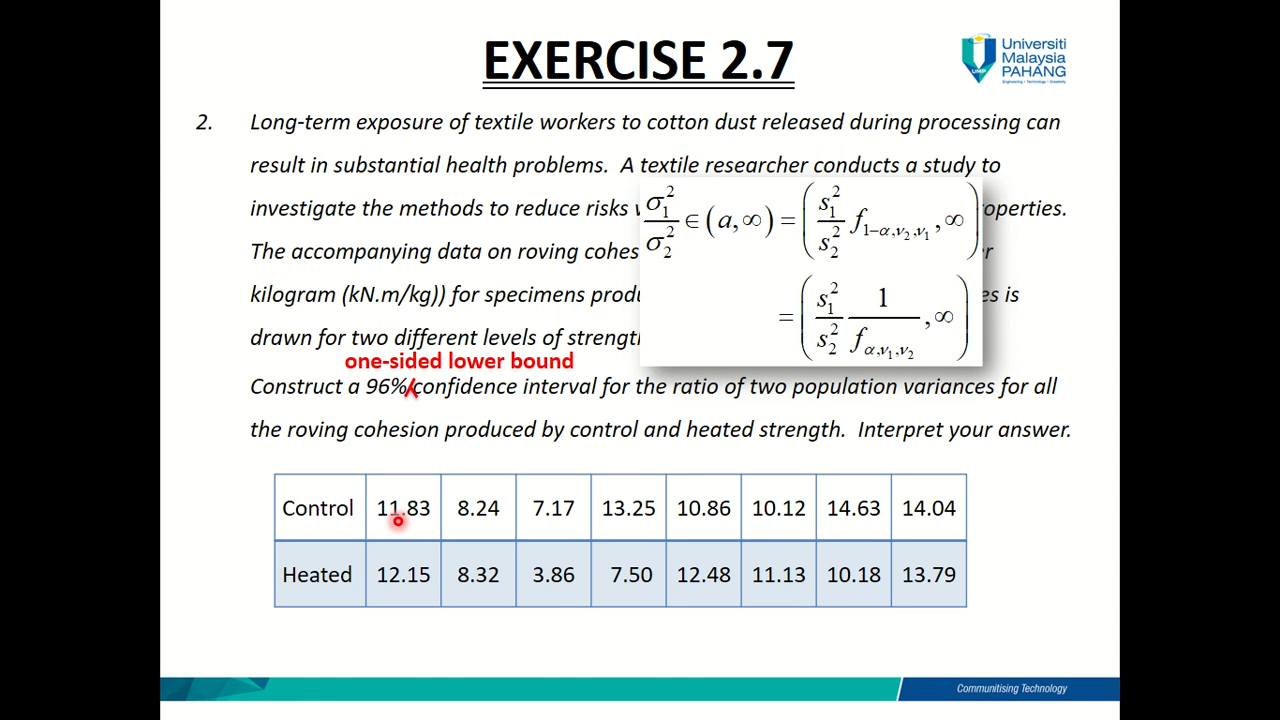 EXERCISE 2.7
Universiti
Malaysia
PAHANG
UMP
Engineering • Technology • Creativity
2. Long-term exposure of textile workers to cotton dust released during processing can
result in substantial health problems. A textile researcher conducts a study to
investigate the methods to reduce risks operties.
The accompanying data on roving cohes er
kilogram (kN.m/kg)) for specimens produ es is
drawn for two different levels of strength
σ₁²/σ₂² ∈ (a, ∞) = (s₁²/s₂² f₁₋α,ν₂,ν₁, ∞)
= (s₁²/s₂² 1/fα,ν₁,ν₂, ∞)
one-sided lower bound
Construct a 96% confidence interval for the ratio of two population variances for all
the roving cohesion produced by control and heated strength. Interpret your answer.
Control 11.83 8.24 7.17 13.25 10.86 10.12 14.63 14.04
Heated 12.15 8.32 3.86 7.50 12.48 11.13 10.18 13.79
Communitising Technology